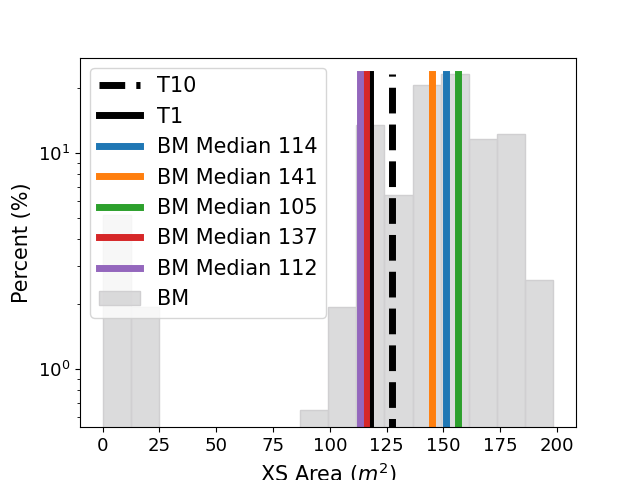 T10
T1
BM Median 114
BM Median 141
BM Median 105
BM Median 137
BM Median 112
BM
Percent (%)
10¹
10⁰
0 25 50 75 100 125 150 175 200
XS Area (m²)